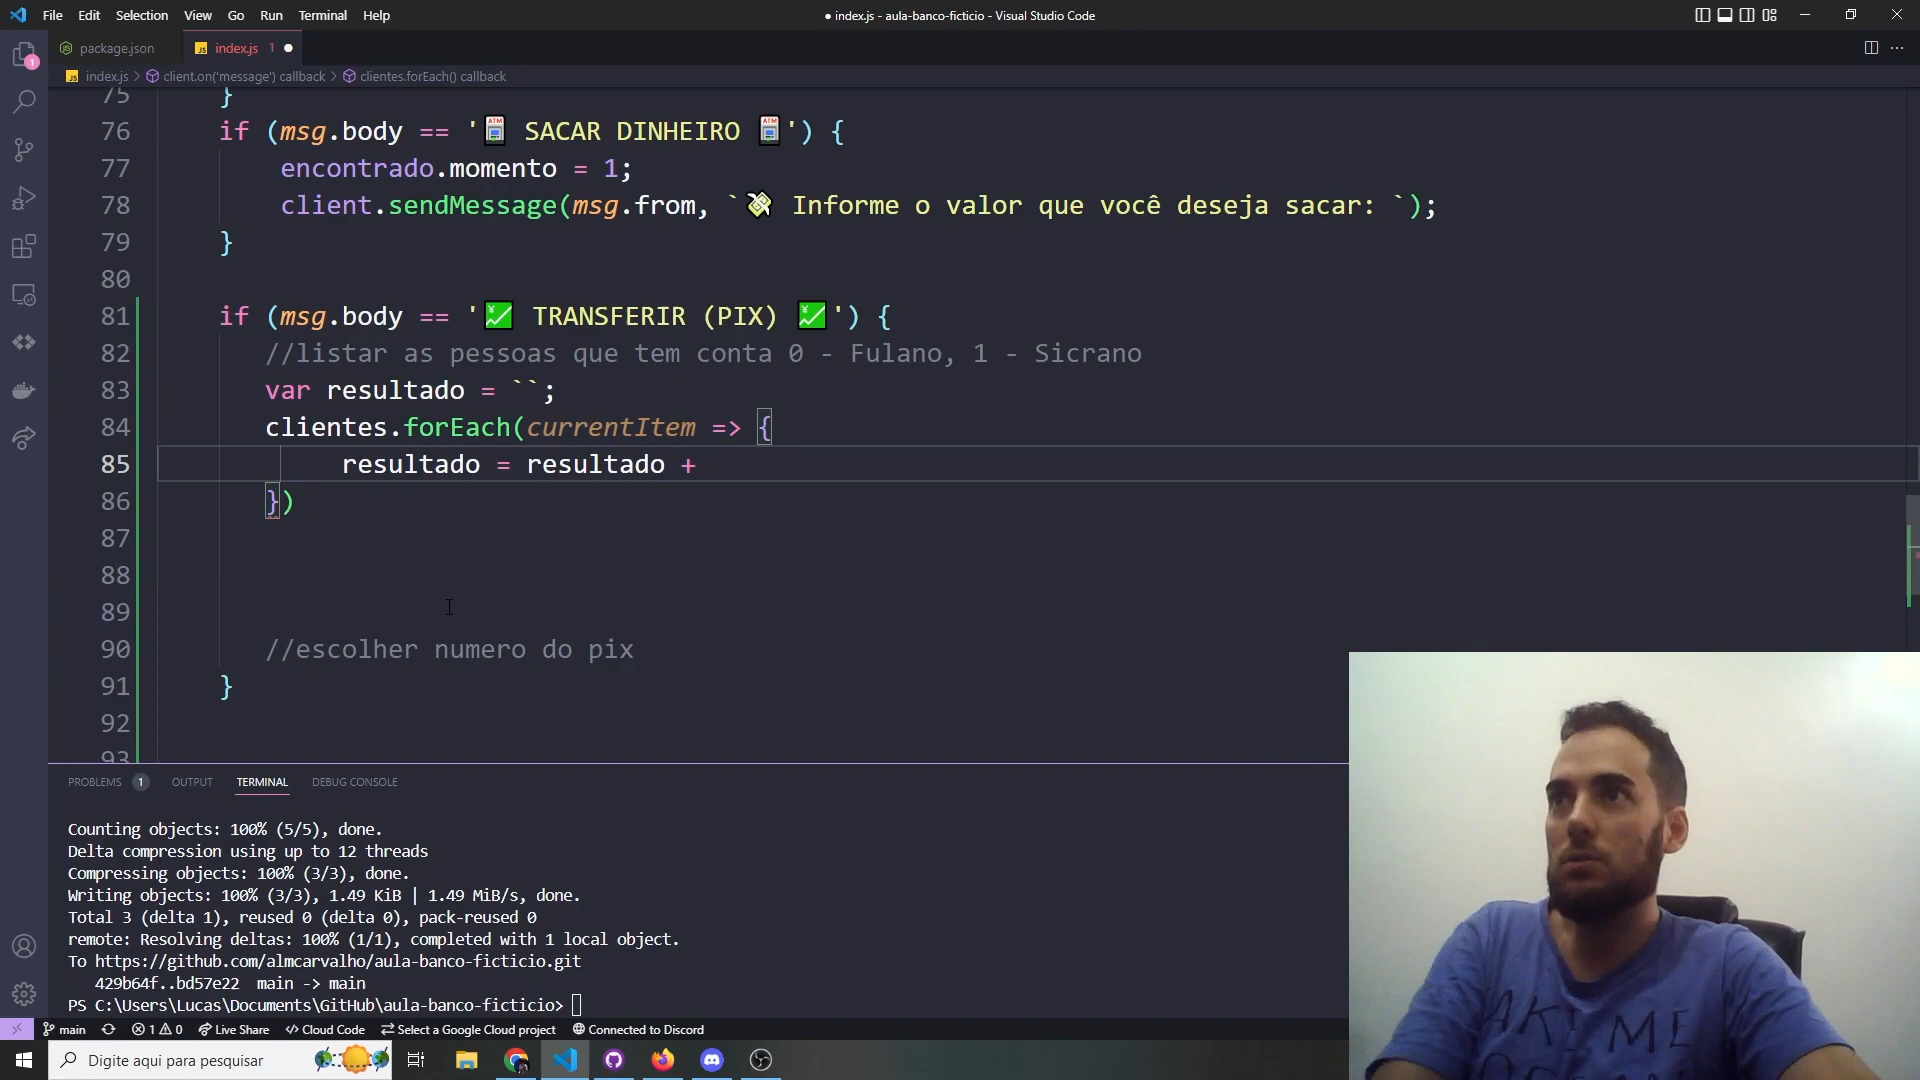 File Edit Selection View Go Run Terminal Help
● index.js - aula-banco-ficticio - Visual Studio Code
package.json
index.js 1 ●
index.js > client.on('message') callback > clientes.forEach() callback
75 }
76 if (msg.body == '🏧 SACAR DINHEIRO 🏧') {
77 encontrado.momento = 1;
78 client.sendMessage(msg.from, `💸 Informe o valor que você deseja sacar: `);
79 }
80
81 if (msg.body == '💹 TRANSFERIR (PIX) 💹') {
82 //listar as pessoas que tem conta 0 - Fulano, 1 - Sicrano
83 var resultado = ``;
84 clientes.forEach(currentItem => {
85 resultado = resultado +
86 })
87
88
89
90 //escolher numero do pix
91 }
92
93
PROBLEMS 1 OUTPUT TERMINAL DEBUG CONSOLE
Counting objects: 100% (5/5), done.
Delta compression using up to 12 threads
Compressing objects: 100% (3/3), done.
Writing objects: 100% (3/3), 1.49 KiB | 1.49 MiB/s, done.
Total 3 (delta 1), reused 0 (delta 0), pack-reused 0
remote: Resolving deltas: 100% (1/1), completed with 1 local object.
To https://github.com/almcarvalho/aula-banco-ficticio.git
429b64f..bd57e22 main -> main
PS C:\Users\Lucas\Documents\GitHub\aula-banco-ficticio>
main 1 0 Live Share Cloud Code Select a Google Cloud project Connected to Discord
Digite aqui para pesquisar